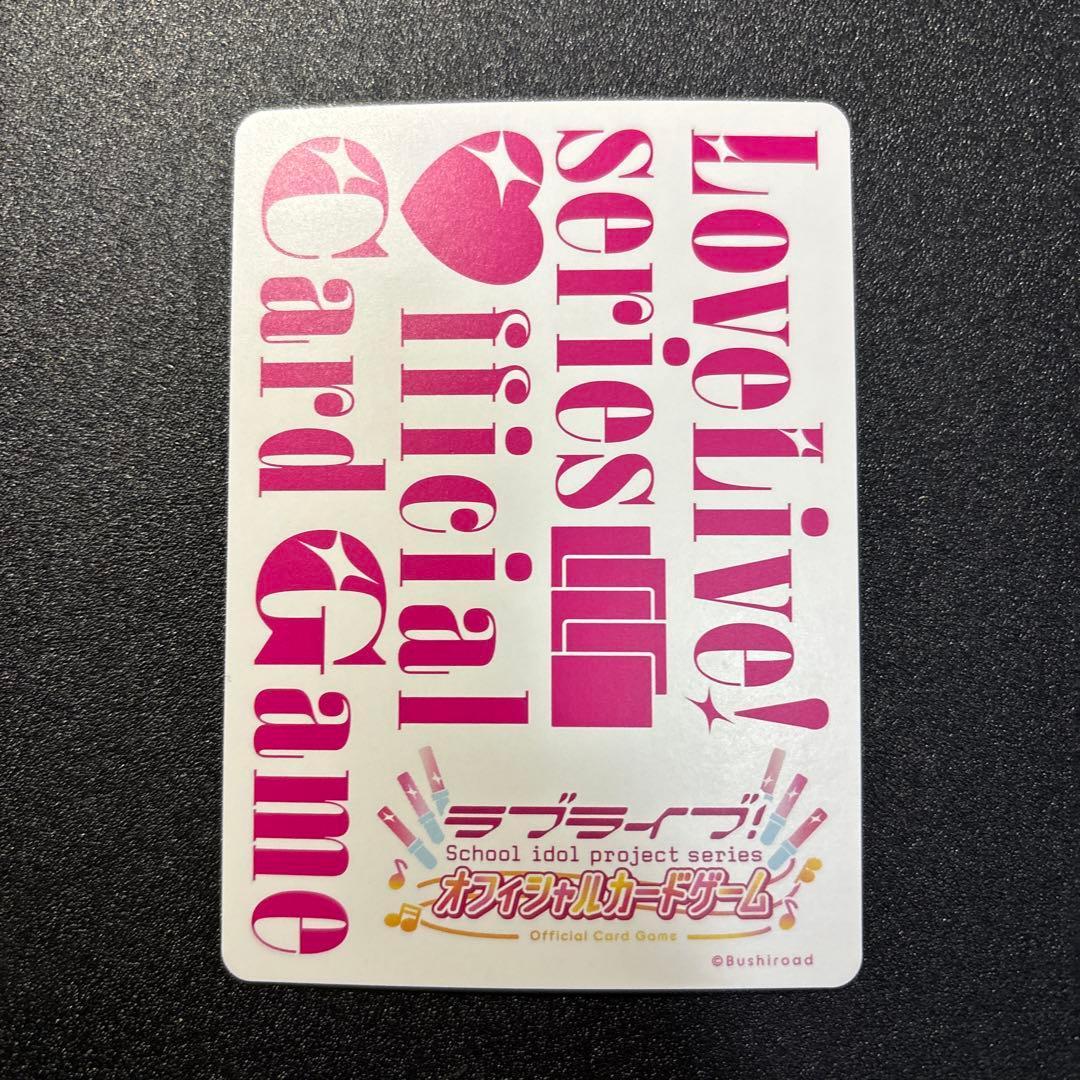 LoveLive!
series
Official
Card Game
ラブライブ!
School idol project series
オフィシャルカードゲーム
Official Card Game
©Bushiroad